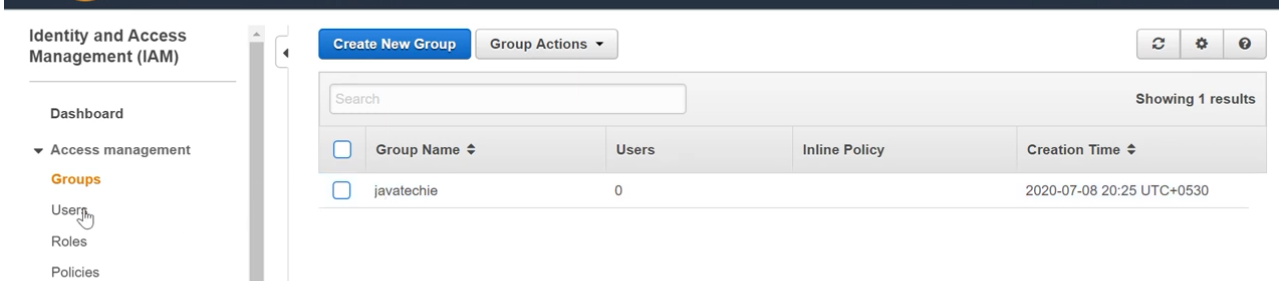 Identity and Access
Management (IAM)
Dashboard
Access management
Groups
Users
Roles
Policies
Create New Group
Group Actions
Search
Showing 1 results
Group Name
Users
Inline Policy
Creation Time
javatechie
0
2020-07-08 20:25 UTC+0530